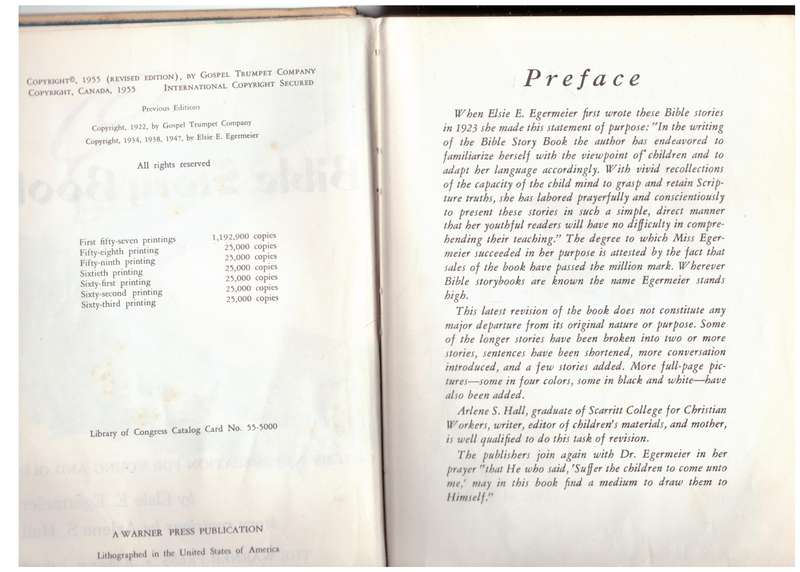 COPYRIGHT©, 1955 (REVISED EDITION), BY GOSPEL TRUMPET COMPANY
COPYRIGHT, CANADA, 1955 INTERNATIONAL COPYRIGHT SECURED
Previous Editions
Copyright, 1922, by Gospel Trumpet Company
Copyright, 1934, 1938, 1947, by Elsie E. Egermeier
All rights reserved
First fifty-seven printings 1,192,900 copies
Fifty-eighth printing 25,000 copies
Fifty-ninth printing 25,000 copies
Sixtieth printing 25,000 copies
Sixty-first printing 25,000 copies
Sixty-second printing 25,000 copies
Sixty-third printing 25,000 copies
Library of Congress Catalog Card No. 55-5000
A WARNER PRESS PUBLICATION
Lithographed in the United States of America
Preface
When Elsie E. Egermeier first wrote these Bible stories
in 1923 she made this statement of purpose: "In the writing
of the Bible Story Book the author has endeavored to
familiarize herself with the viewpoint of children and to
adapt her language accordingly. With vivid recollections
of the capacity of the child mind to grasp and retain Scrip-
ture truths, she has labored prayerfully and conscientiously
to present these stories in such a simple, direct manner
that her youthful readers will have no difficulty in compre-
hending their teaching." The degree to which Miss Eger-
meier succeeded in her purpose is attested by the fact that
sales of the book have passed the million mark. Wherever
Bible storybooks are known the name Egermeier stands
high.
This latest revision of the book does not constitute any
major departure from its original nature or purpose. Some
of the longer stories have been broken into two or more
stories, sentences have been shortened, more conversation
introduced, and a few stories added. More full-page pic-
tures—some in four colors, some in black and white—have
also been added.
Arlene S. Hall, graduate of Scarritt College for Christian
Workers, writer, editor of children's materials, and mother,
is well qualified to do this task of revision.
The publishers join again with Dr. Egermeier in her
prayer "that He who said, 'Suffer the children to come unto
me,' may in this book find a medium to draw them to
Himself."